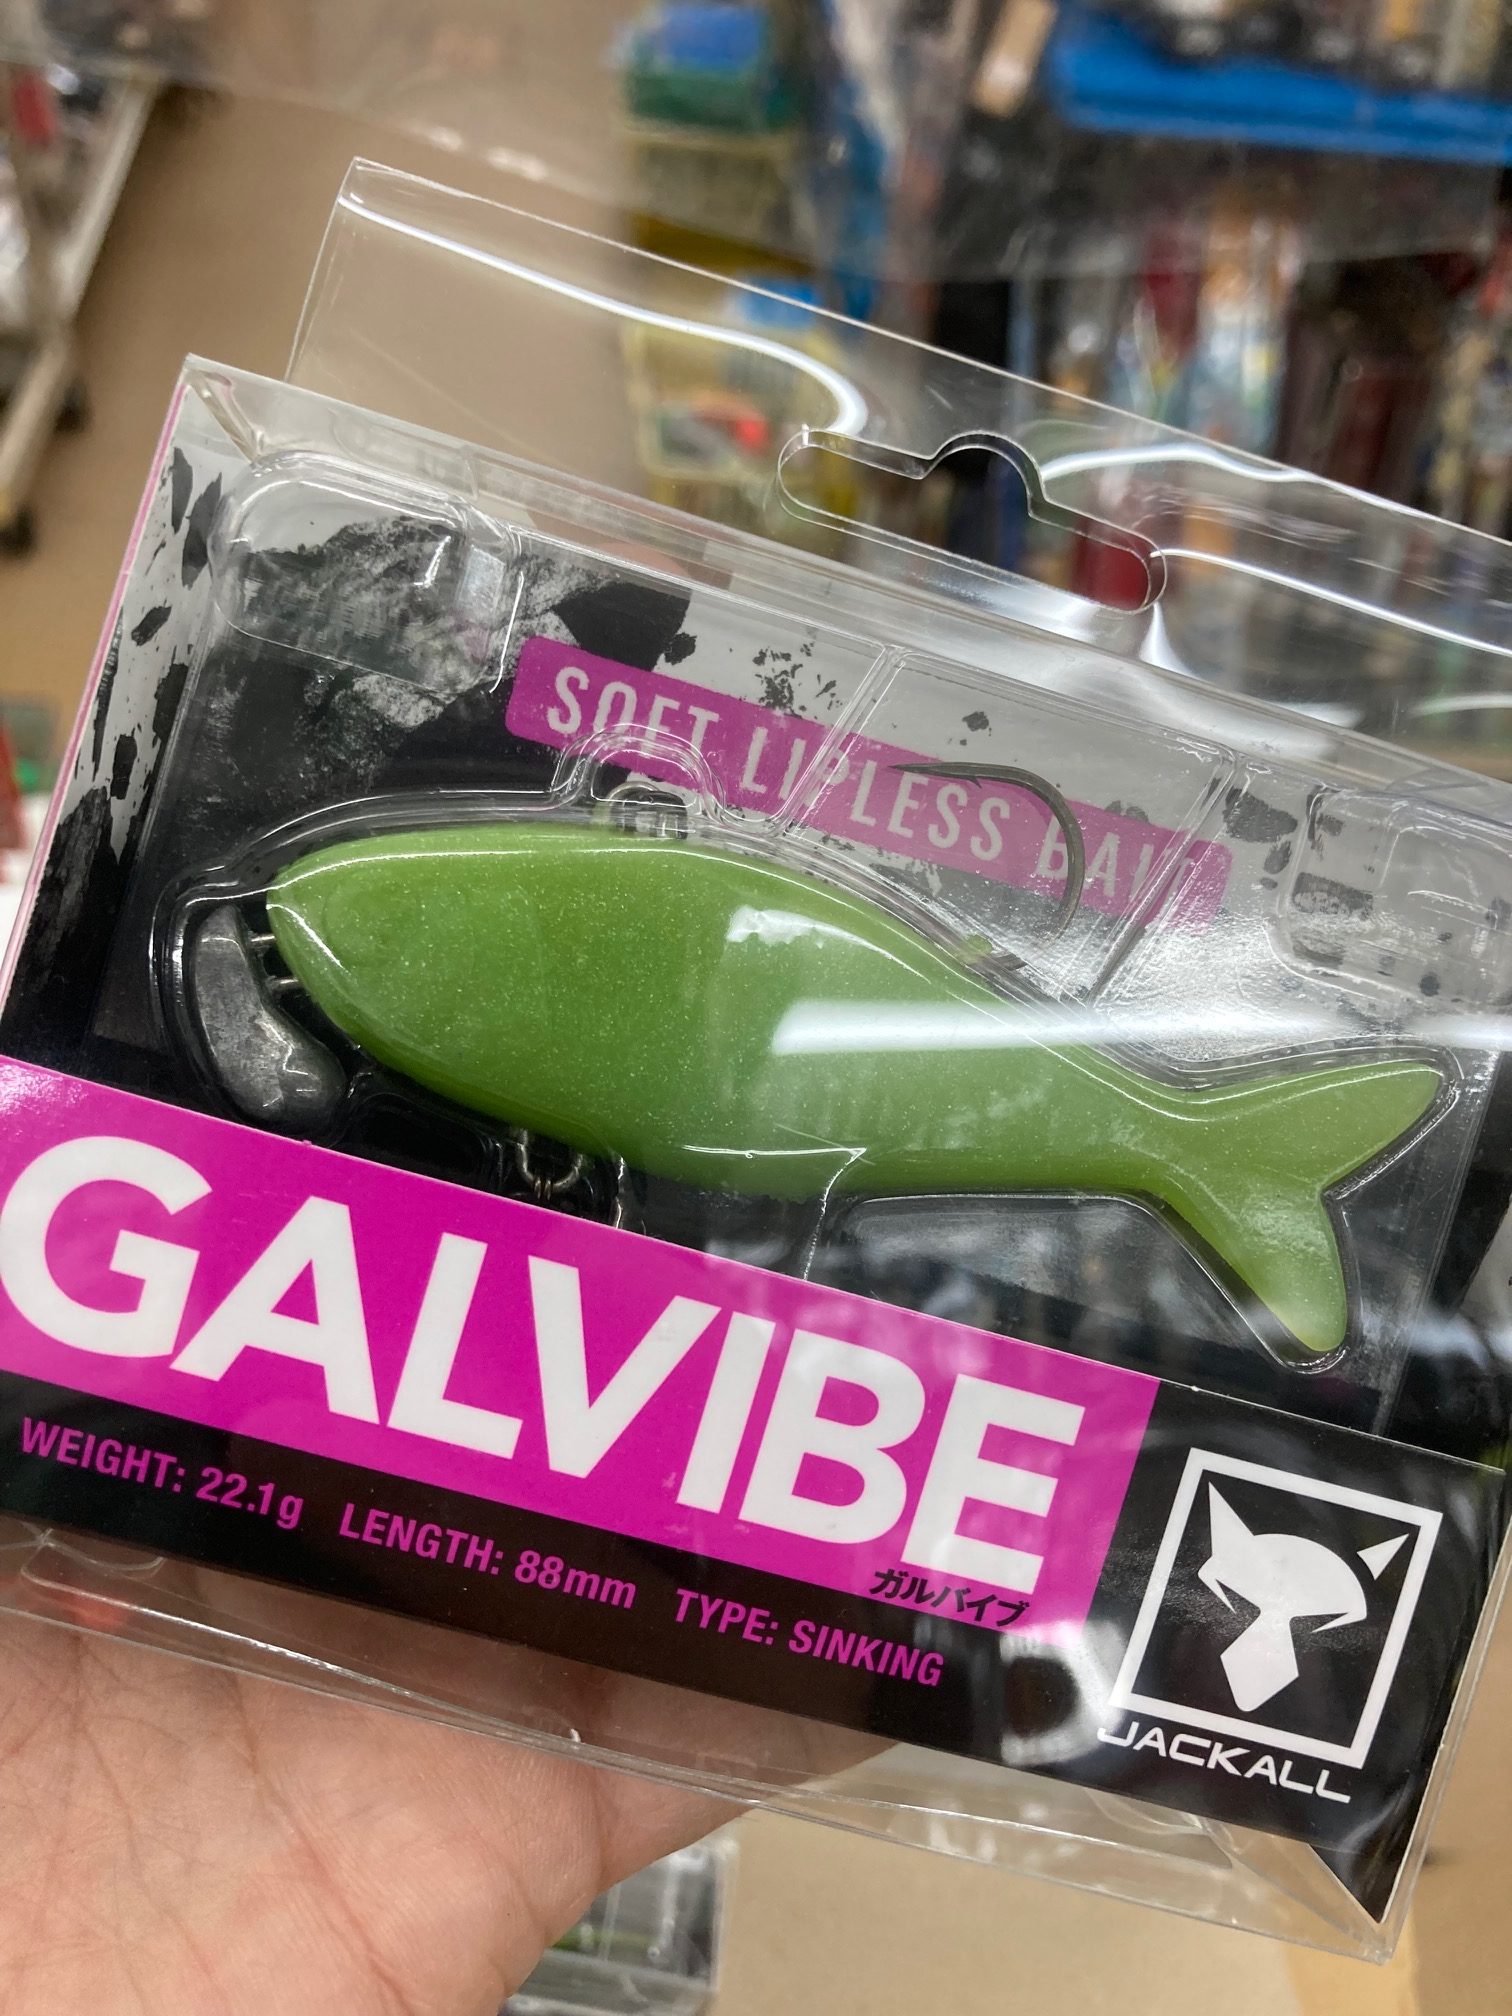 SOFT LIPLESS BAIT
GALVIBE
ガルバイブ
WEIGHT: 22.1g LENGTH: 88mm TYPE: SINKING
JACKALL